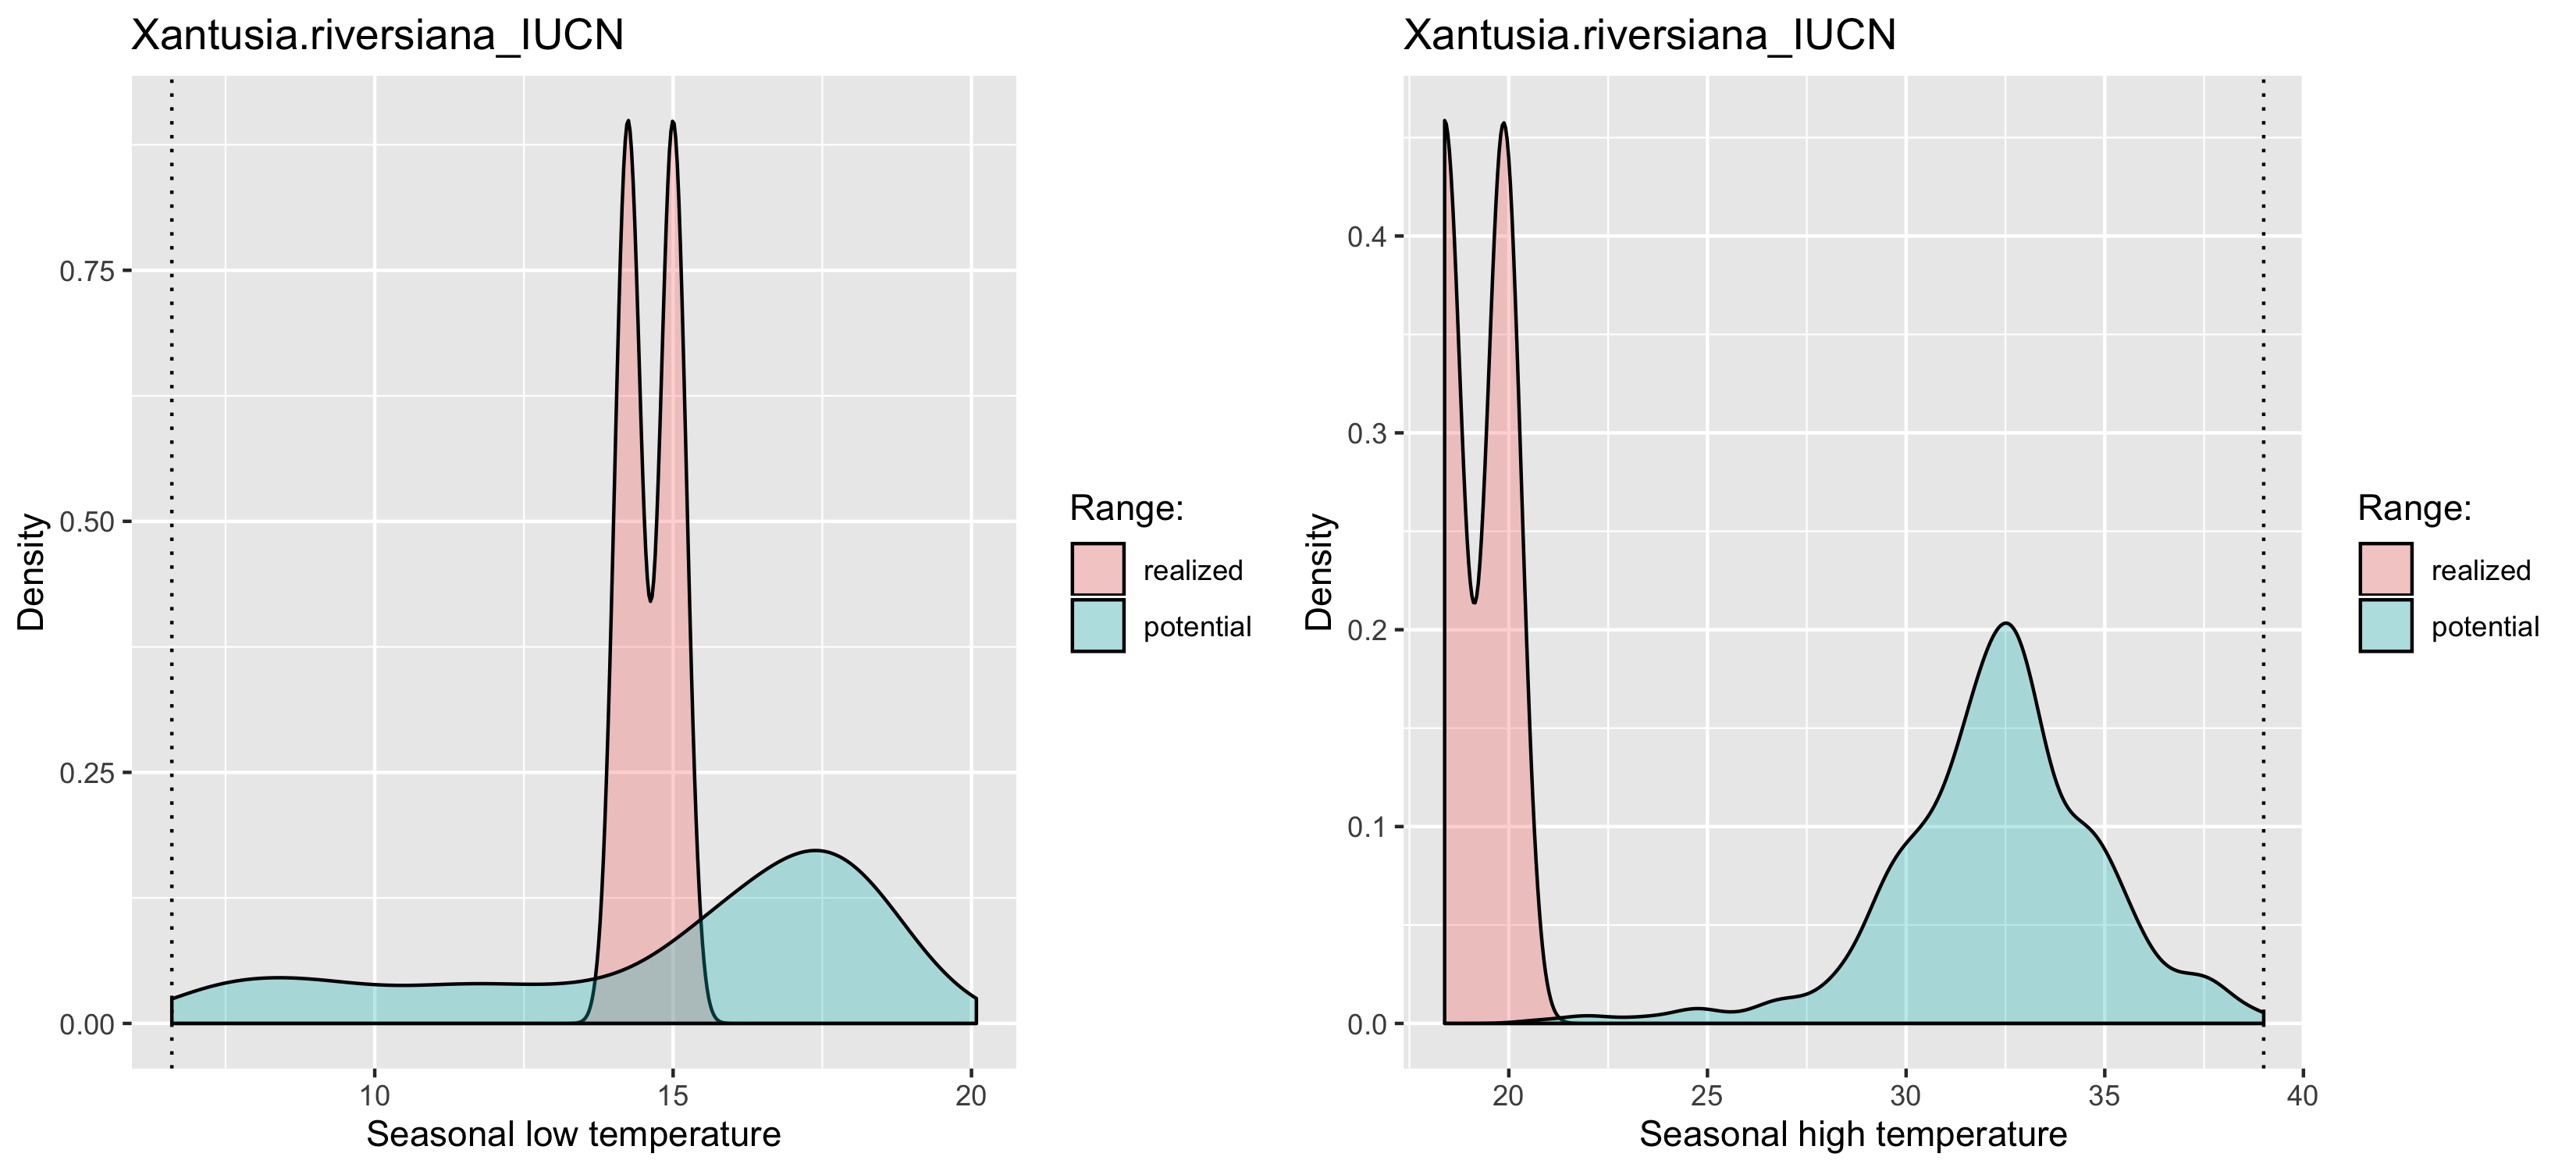 Xantusia.riversiana_IUCN
0.75
0.50
0.25
0.00
Density
10 15 20
Seasonal low temperature
Range:
realized
potential
Xantusia.riversiana_IUCN
0.4
0.3
0.2
0.1
0.0
Density
20 25 30 35 40
Seasonal high temperature
Range:
realized
potential